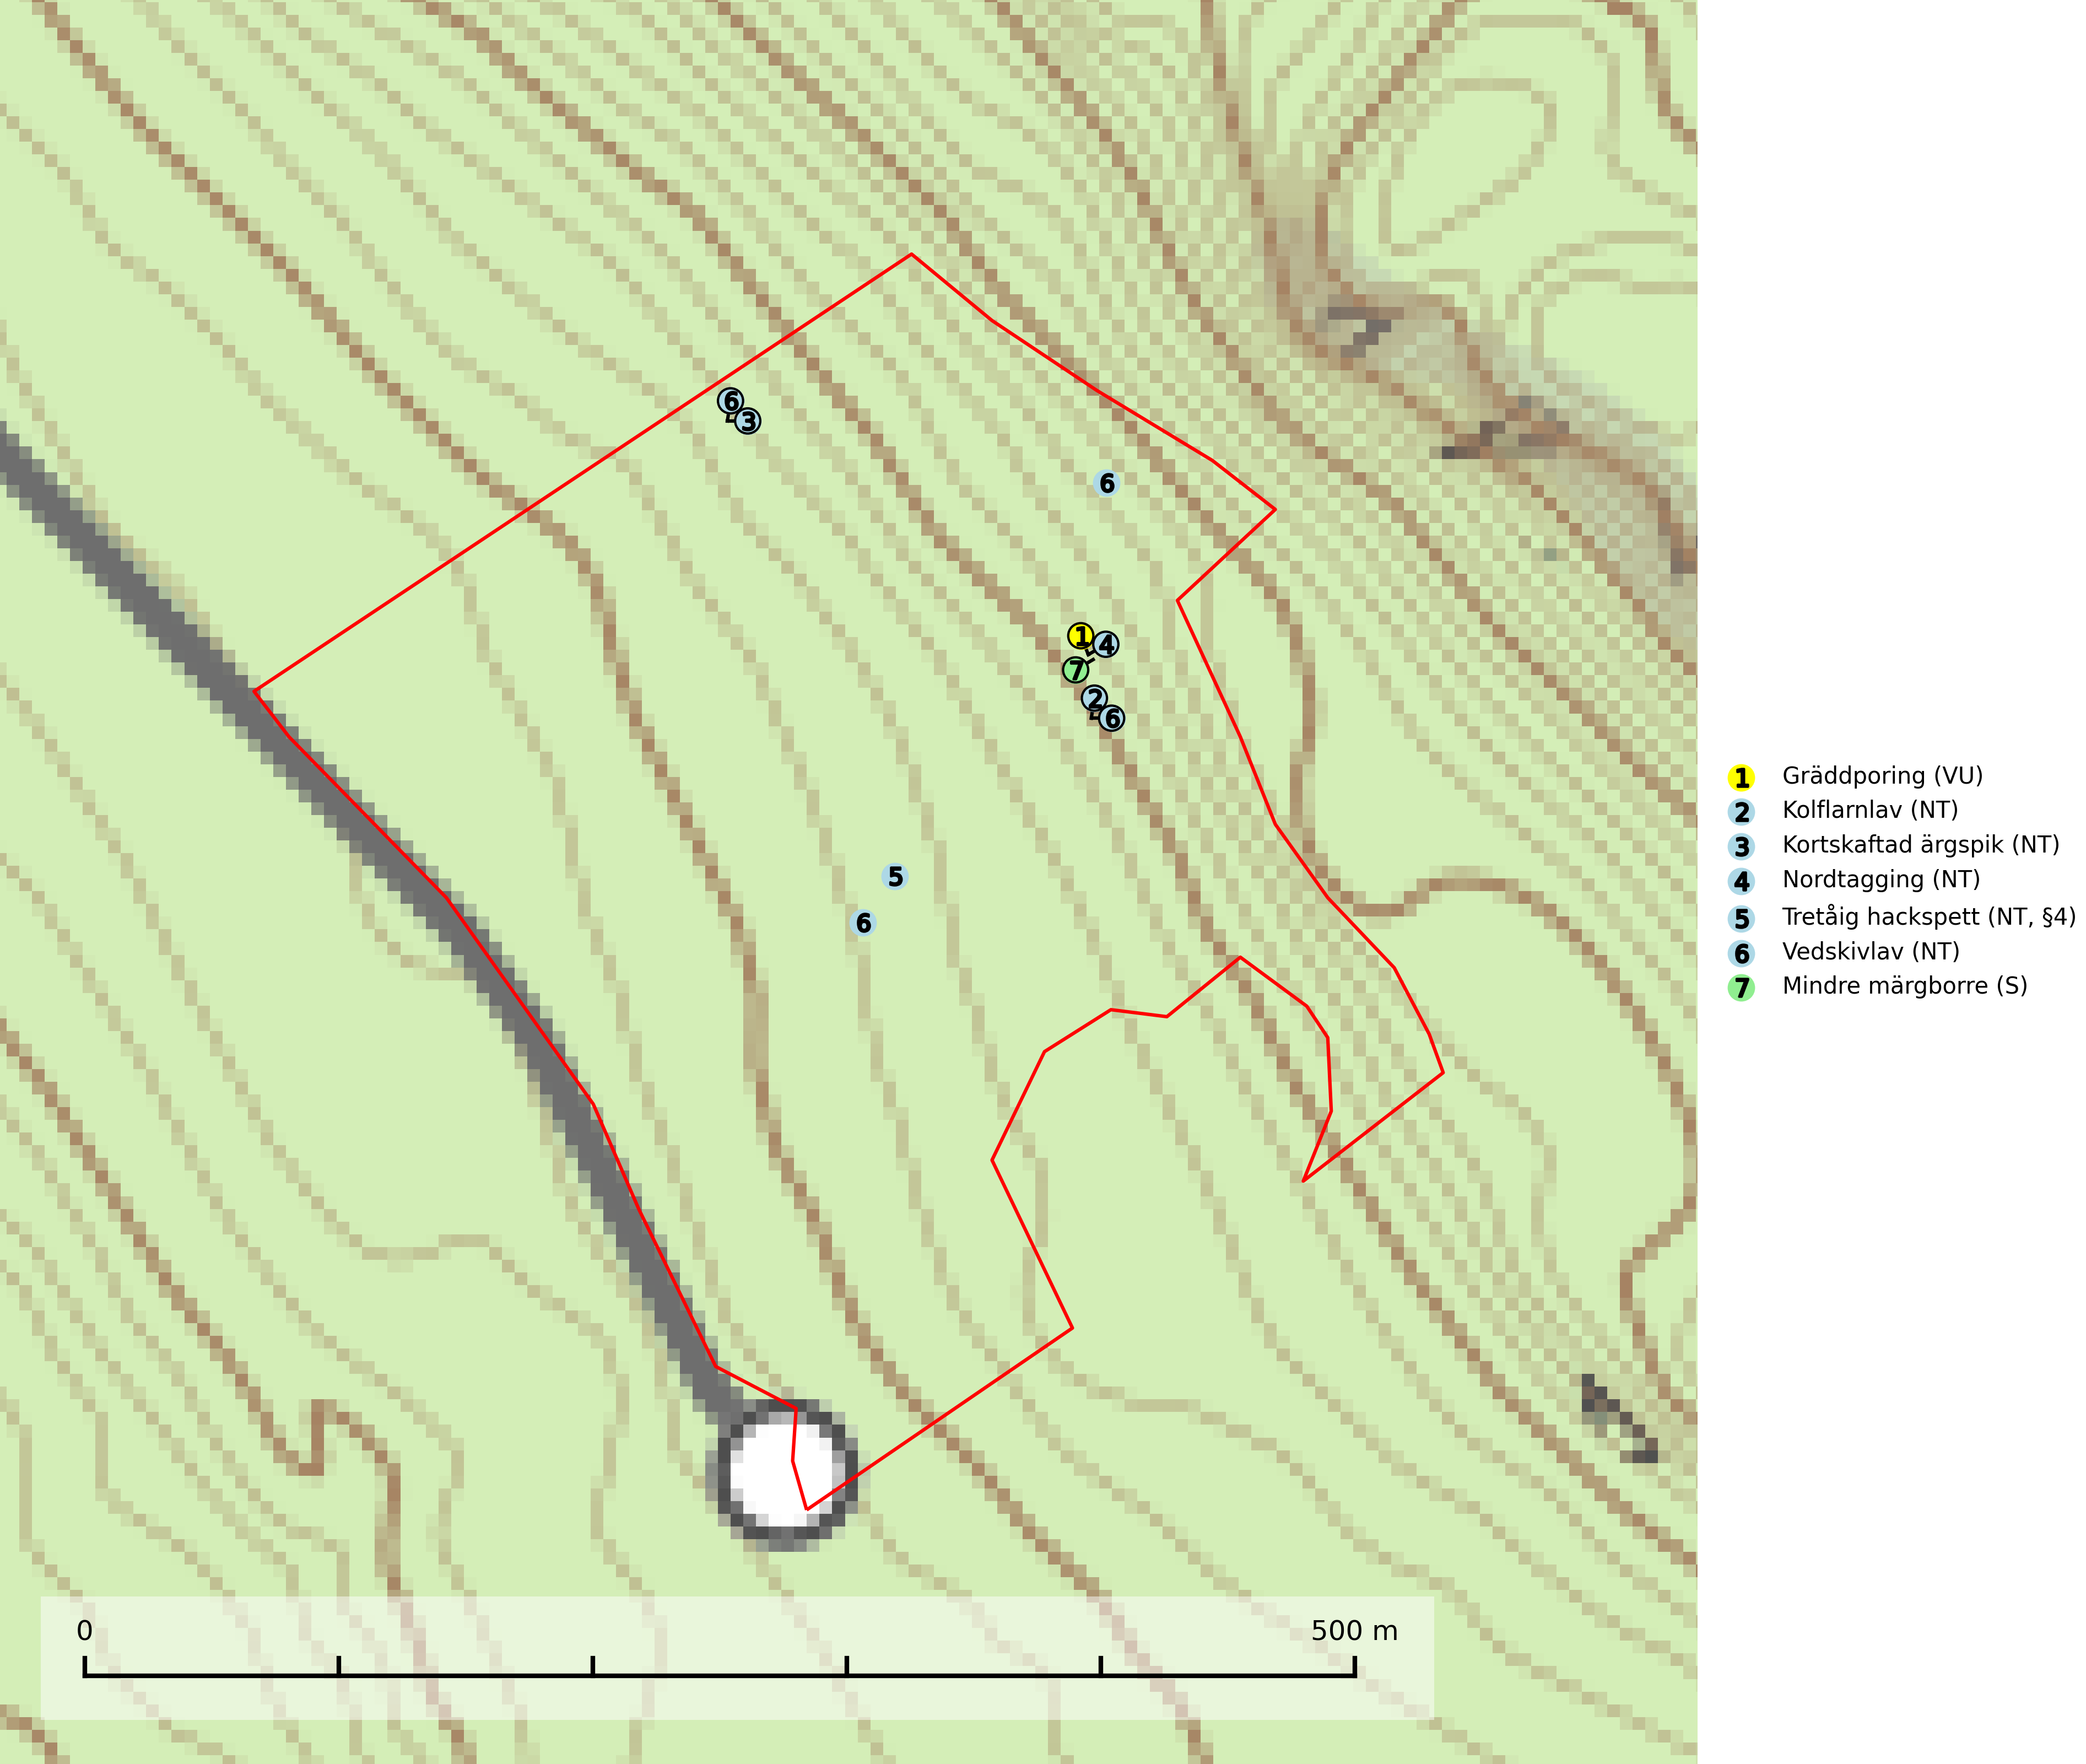 6
3
6
1
4
7
2
6
5
6
1 Gräddporing (VU)
2 Kolflarnlav (NT)
3 Kortskaftad ärgspik (NT)
4 Nordtagging (NT)
5 Tretåig hackspett (NT, §4)
6 Vedskivlav (NT)
7 Mindre märgborre (S)
0 500 m